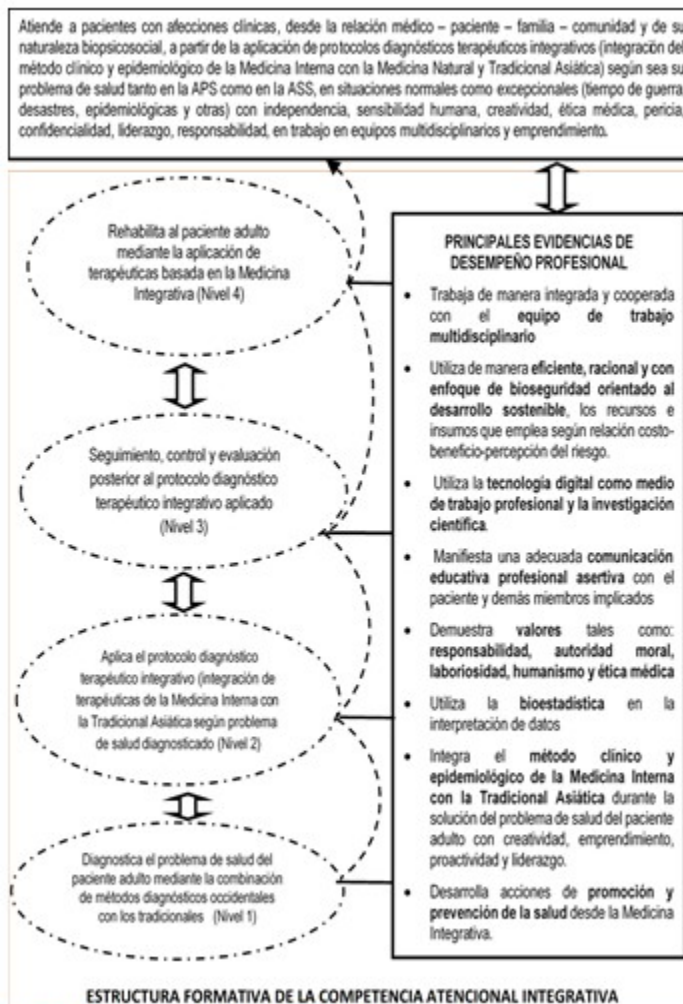 Atiende a pacientes con afecciones clínicas, desde la relación médico – paciente – familia – comunidad y de su
naturaleza biopsicosocial, a partir de la aplicación de protocolos diagnósticos terapéuticos integrativos (integración del
método clínico y epidemiológico de la Medicina Interna con la Medicina Natural y Tradicional Asiática) según sea su
problema de salud tanto en la APS como en la ASS, en situaciones normales como excepcionales (tiempo de guerra,
desastres, epidemiológicas y otras) con independencia, sensibilidad humana, creatividad, ética médica, pericia,
confidencialidad, liderazgo, responsabilidad, en trabajo en equipos multidisciplinarios y emprendimiento.
Rehabilita al paciente adulto
mediante la aplicación de
terapéuticas basada en la Medicina
Integrativa (Nivel 4)
Seguimiento, control y evaluación
posterior al protocolo diagnóstico
terapéutico integrativo aplicado
(Nivel 3)
Aplica el protocolo diagnóstico
terapéutico integrativo (integración de
terapéuticas de la Medicina Interna con
la Tradicional Asiática según problema
de salud diagnosticado (Nivel 2)
Diagnostica el problema de salud del
paciente adulto mediante la combinación
de métodos diagnósticos occidentales
con los tradicionales (Nivel 1)
PRINCIPALES EVIDENCIAS DE
DESEMPEÑO PROFESIONAL
• Trabaja de manera integrada y cooperada
con el equipo de trabajo
multidisciplinario
• Utiliza de manera eficiente, racional y con
enfoque de bioseguridad orientado al
desarrollo sostenible, los recursos e
insumos que emplea según relación costo-
beneficio-percepción del riesgo.
• Utiliza la tecnología digital como medio
de trabajo profesional y la investigación
científica.
• Manifiesta una adecuada comunicación
educativa profesional asertiva con el
paciente y demás miembros implicados
• Demuestra valores tales como:
responsabilidad, autoridad moral,
laboriosidad, humanismo y ética médica
• Utiliza la bioestadística en la
interpretación de datos
• Integra el método clínico y
epidemiológico de la Medicina Interna
con la Tradicional Asiática durante la
solución del problema de salud del paciente
adulto con creatividad, emprendimiento,
proactividad y liderazgo.
• Desarrolla acciones de promoción y
prevención de la salud desde la Medicina
Integrativa.
ESTRUCTURA FORMATIVA DE LA COMPETENCIA ATENCIONAL INTEGRATIVA